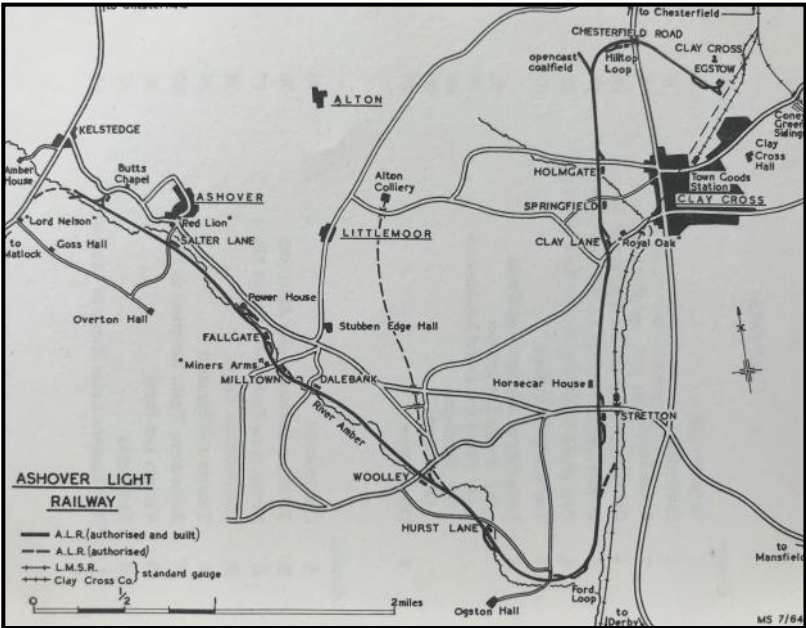 to Chesterfield
to Chesterfield
CHESTERFIELD ROAD
opencast
coalfield
Hilltop
Loop
CLAY CROSS
&
EGSTOW
ALTON
KELSTEDGE
Amber
House
Butts
Chapel
ASHOVER
"Red Lion"
SALTER LANE
"Lord Nelson"
to
Matlock
Goss Hall
Overton Hall
Alton
Colliery
LITTLEMOOR
HOLMGATE
SPRINGFIELD
CLAY LANE
"Royal Oak"
Town Goods
Station
CLAY CROSS
Clay
Cross
Hall
Coney
Green
Sidings
Power House
FALLGATE
Stubben Edge Hall
"Miners Arms"
MILLTOWN
DALEBANK
River Amber
Horsecar House
STRETTON
WOOLLEY
HURST LANE
Ford
Loop
Ogston Hall
to
Derby
to
Mansfield
ASHOVER LIGHT
RAILWAY
A.L.R. (authorised and built)
A.L.R. (authorised)
L.M.S.R.
Clay Cross Co.
standard gauge
0 1/2 1 2 miles
MS 7/64